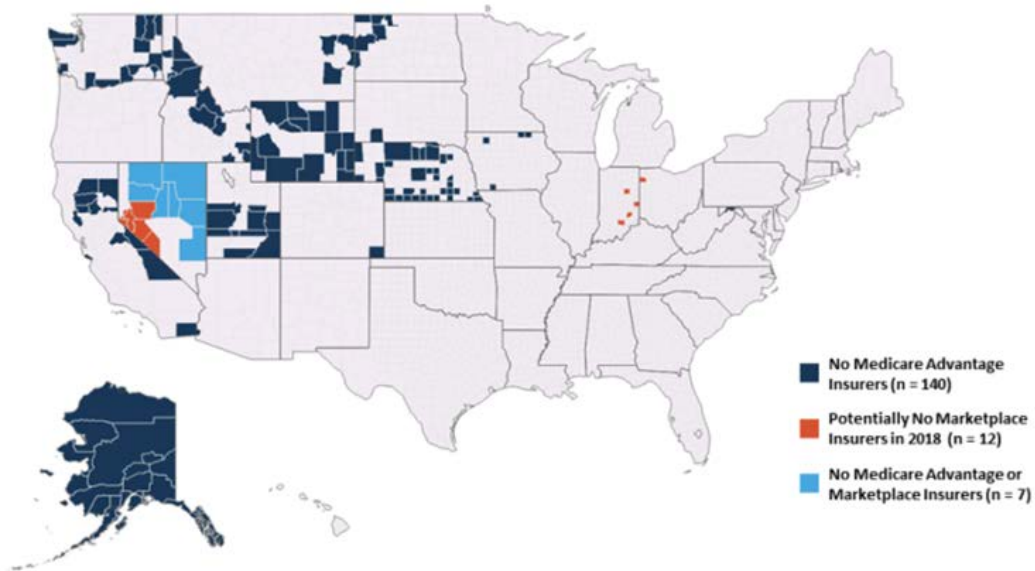 No Medicare Advantage
Insurers (n = 140)
Potentially No Marketplace
Insurers in 2018 (n = 12)
No Medicare Advantage or
Marketplace Insurers (n = 7)